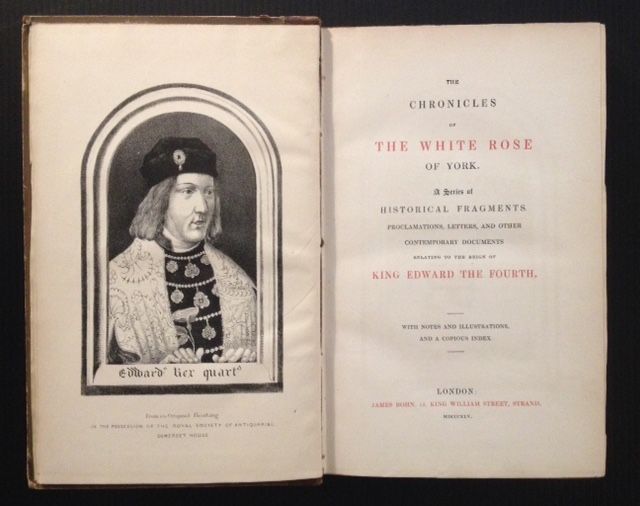 Edward' Rex quart'
From an Original Painting
IN THE POSSESSION OF THE ROYAL SOCIETY OF ANTIQUARIES,
SOMERSET HOUSE
THE
CHRONICLES
OF
THE WHITE ROSE
OF YORK.
A Series of
HISTORICAL FRAGMENTS,
PROCLAMATIONS, LETTERS, AND OTHER
CONTEMPORARY DOCUMENTS
RELATING TO THE REIGN OF
KING EDWARD THE FOURTH.
WITH NOTES AND ILLUSTRATIONS,
AND A COPIOUS INDEX.
LONDON:
JAMES BOHN, KING WILLIAM STREET, STRAND,
MDCCCXLV.